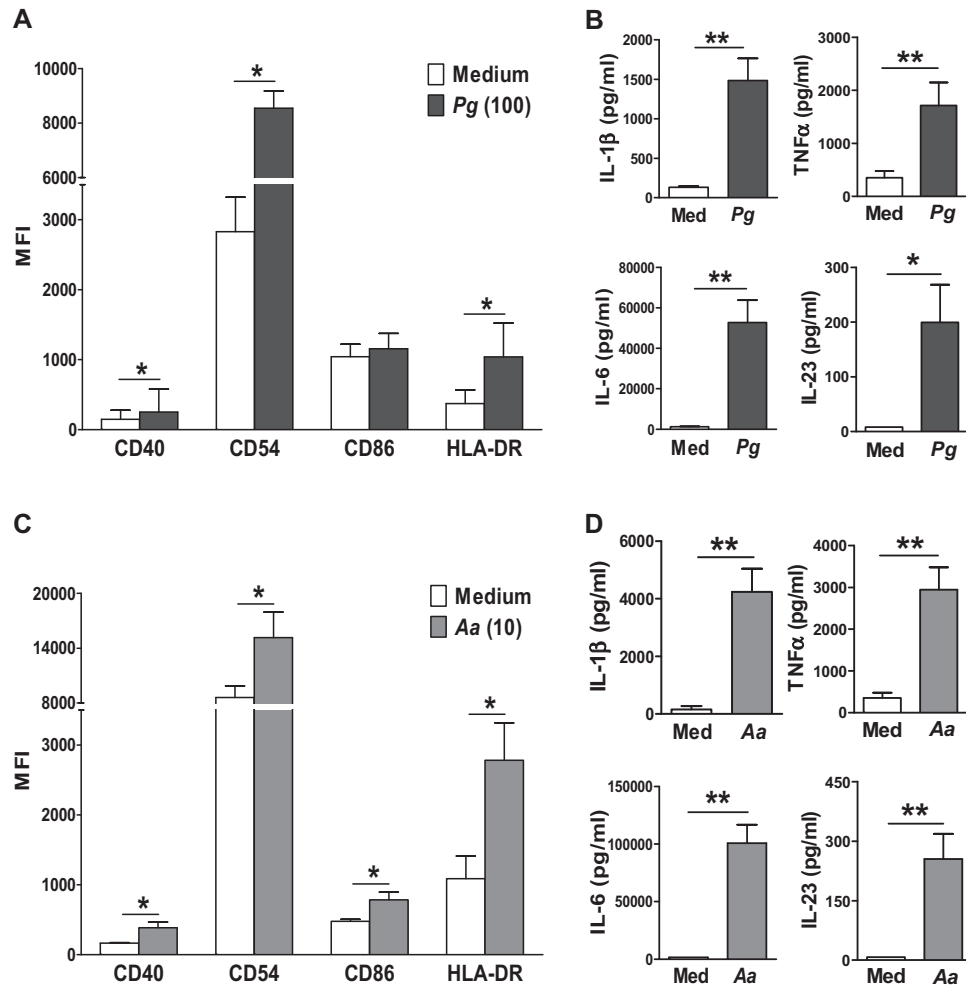 A
10000
8000
6000
3000
2000
1000
0
MFI
Medium
Pg (100)
*
*
*
CD40 CD54 CD86 HLA-DR
B
2000
1500
1000
500
0
IL-1β (pg/ml)
**
Med Pg
3000
2000
1000
0
TNFα (pg/ml)
**
Med Pg
80000
60000
40000
20000
0
IL-6 (pg/ml)
**
Med Pg
300
200
100
0
IL-23 (pg/ml)
*
Med Pg
C
20000
14000
8000
3000
2000
1000
0
MFI
Medium
Aa (10)
*
*
*
*
CD40 CD54 CD86 HLA-DR
D
6000
4000
2000
0
IL-1β (pg/ml)
**
Med Aa
4000
3000
2000
1000
0
TNFα (pg/ml)
**
Med Aa
150000
100000
50000
0
IL-6 (pg/ml)
**
Med Aa
450
300
150
0
IL-23 (pg/ml)
**
Med Aa